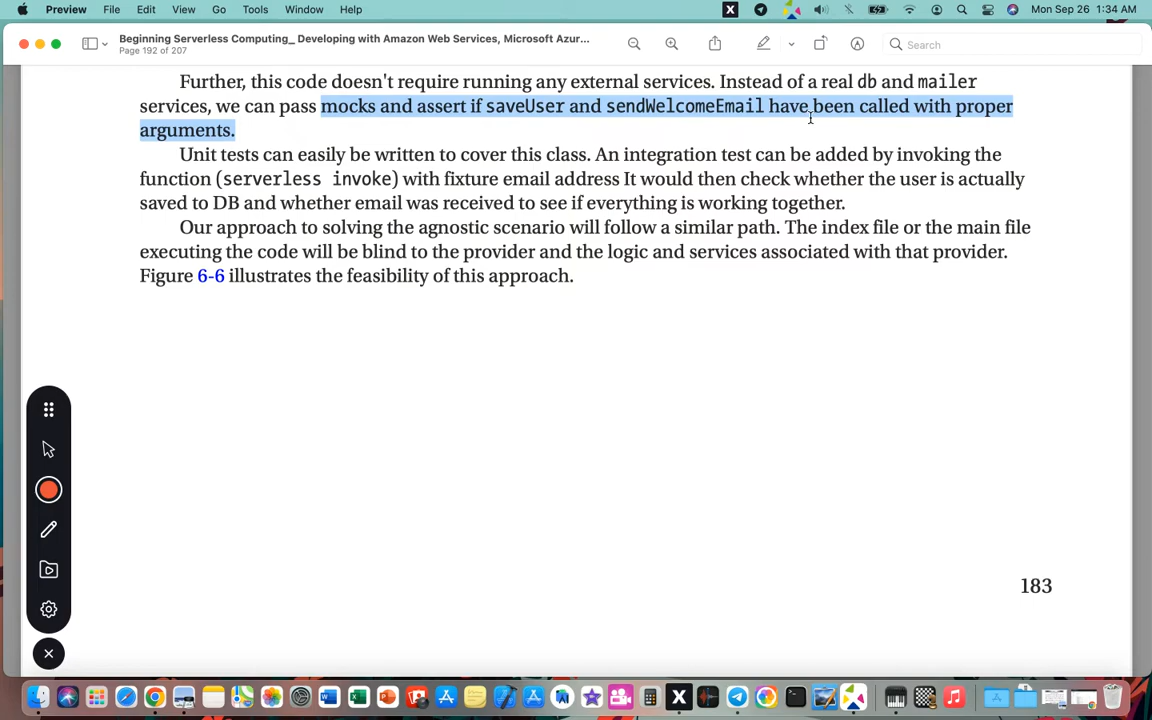 Preview File Edit View Go Tools Window Help Mon Sep 26 1:34 AM
Beginning Serverless Computing_ Developing with Amazon Web Services, Microsoft Azur...
Page 192 of 207
Search
Further, this code doesn't require running any external services. Instead of a real db and mailer
services, we can pass mocks and assert if saveUser and sendWelcomeEmail have been called with proper
arguments.
Unit tests can easily be written to cover this class. An integration test can be added by invoking the
function (serverless invoke) with fixture email address It would then check whether the user is actually
saved to DB and whether email was received to see if everything is working together.
Our approach to solving the agnostic scenario will follow a similar path. The index file or the main file
executing the code will be blind to the provider and the logic and services associated with that provider.
Figure 6-6 illustrates the feasibility of this approach.
183